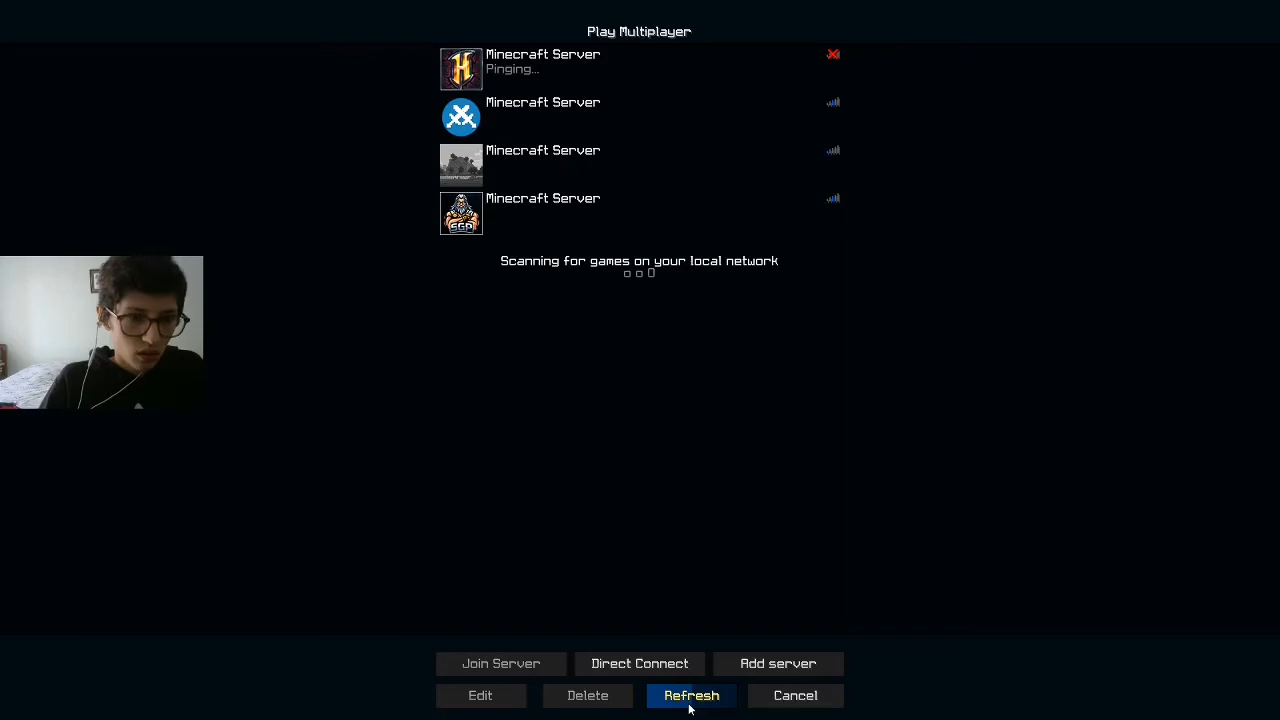 Play Multiplayer
Minecraft Server
Pinging...
Minecraft Server
Minecraft Server
Minecraft Server
SGP
Scanning for games on your local network
Join Server
Direct Connect
Add server
Edit
Delete
Refresh
Cancel